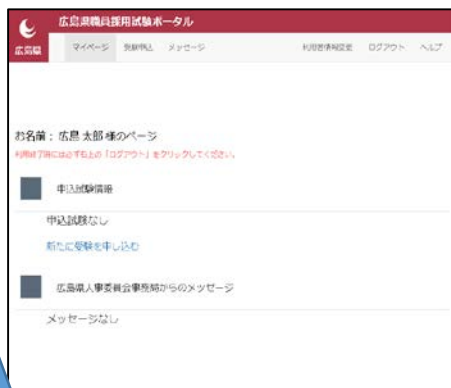 広島県職員採用試験ポータル
広島県
マイページ 受験申込 メッセージ 利用者情報変更 ログアウト ヘルプ
お名前： 広島 太郎 様のページ
利用終了時には必ず右上の「ログアウト」をクリックしてください。
申込試験情報
申込試験なし
新たに受験を申し込む
広島県人事委員会事務局からのメッセージ
メッセージなし